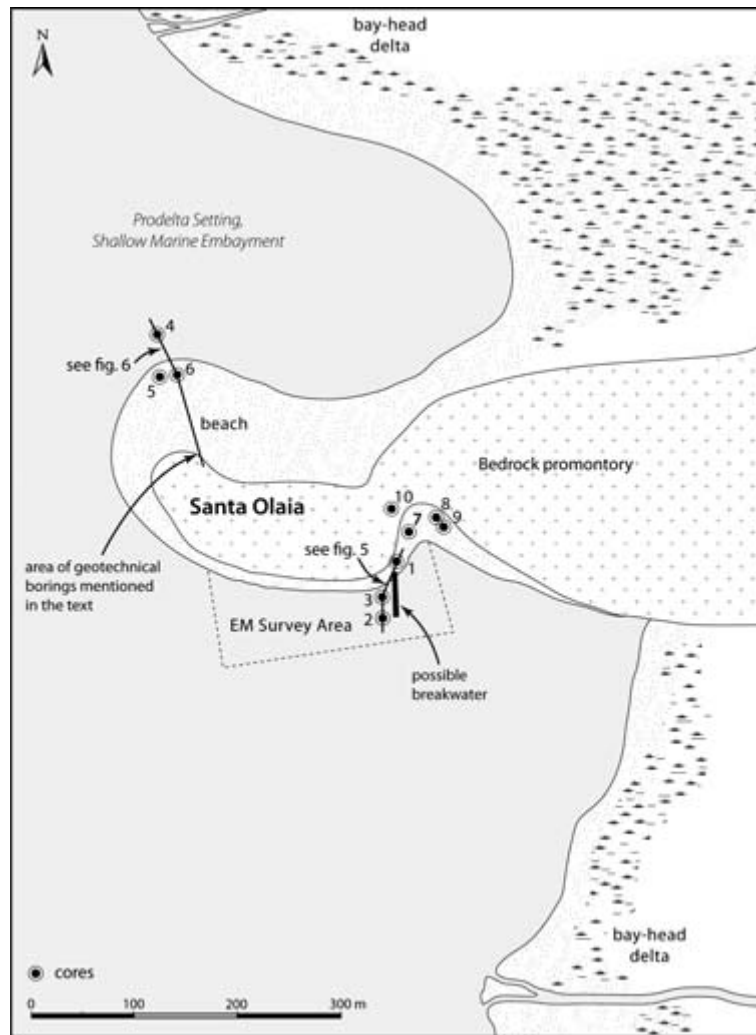 bay-head
delta
N
Prodelta Setting,
Shallow Marine Embayment
4
see fig. 6
5
6
beach
Bedrock promontory
Santa Olaia
10
8
9
7
see fig. 5
1
area of geotechnical
borings mentioned
in the text
3
EM Survey Area
2
possible
breakwater
bay-head
delta
cores
0
100
200
300 m